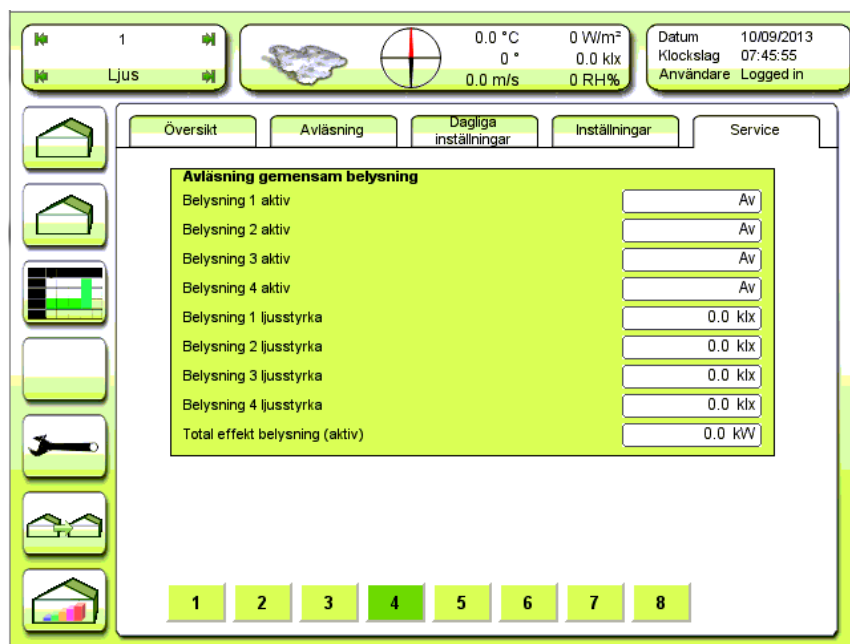 1
Ljus
0.0 °C 0 W/m²
0 ° 0.0 klx
0.0 m/s 0 RH%
Datum 10/09/2013
Klockslag 07:45:55
Användare Logged in
Översikt
Avläsning
Dagliga
inställningar
Inställningar
Service
Avläsning gemensam belysning
Belysning 1 aktiv Av
Belysning 2 aktiv Av
Belysning 3 aktiv Av
Belysning 4 aktiv Av
Belysning 1 ljusstyrka 0.0 klx
Belysning 2 ljusstyrka 0.0 klx
Belysning 3 ljusstyrka 0.0 klx
Belysning 4 ljusstyrka 0.0 klx
Total effekt belysning (aktiv) 0.0 kW
1 2 3 4 5 6 7 8